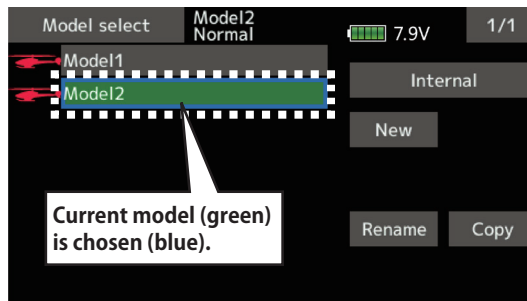 Model select
Model2
Normal
7.9V
1/1
Model1
Internal
Model2
New
Current model (green)
is chosen (blue).
Rename
Copy